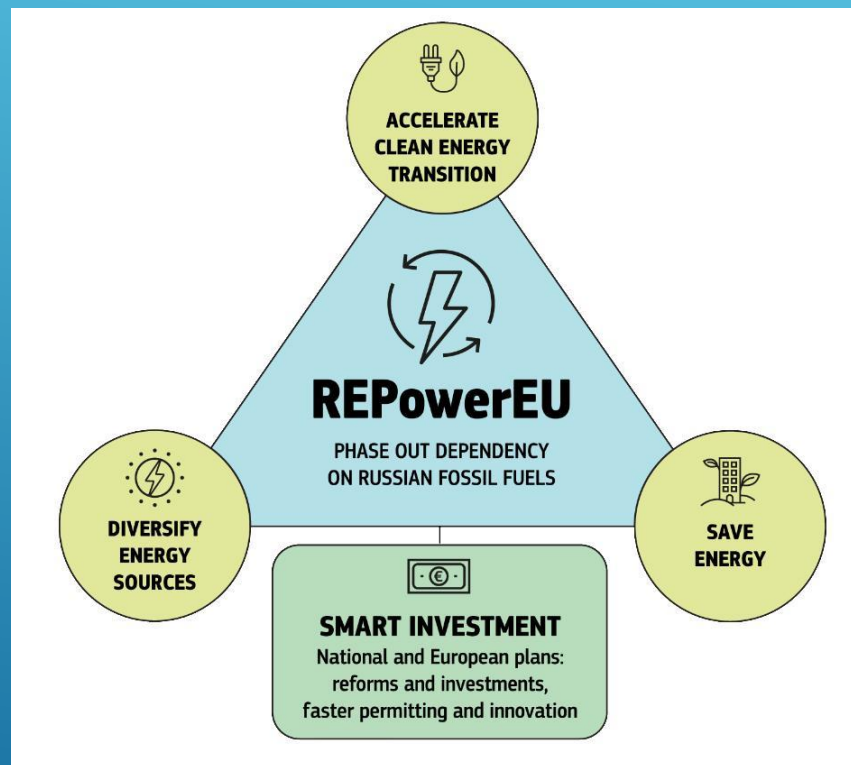 ACCELERATE
CLEAN ENERGY
TRANSITION
REPowerEU
PHASE OUT DEPENDENCY
ON RUSSIAN FOSSIL FUELS
DIVERSIFY
ENERGY
SOURCES
SAVE
ENERGY
€
SMART INVESTMENT
National and European plans:
reforms and investments,
faster permitting and innovation